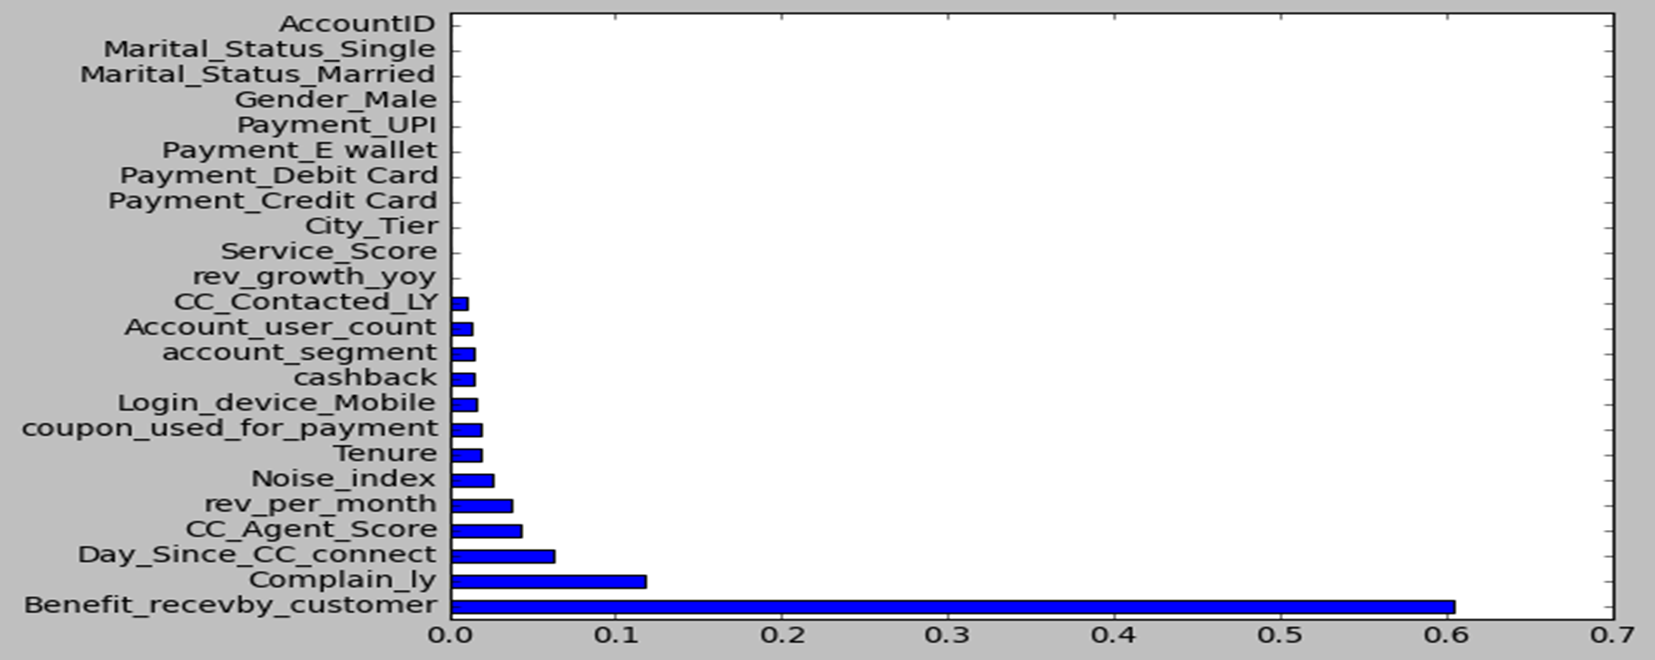 AccountID
Marital_Status_Single
Marital_Status_Married
Gender_Male
Payment_UPI
Payment_E wallet
Payment_Debit Card
Payment_Credit Card
City_Tier
Service_Score
rev_growth_yoy
CC_Contacted_LY
Account_user_count
account_segment
cashback
Login_device_Mobile
coupon_used_for_payment
Tenure
Noise_index
rev_per_month
CC_Agent_Score
Day_Since_CC_connect
Complain_ly
Benefit_recevby_customer
0.0 0.1 0.2 0.3 0.4 0.5 0.6 0.7